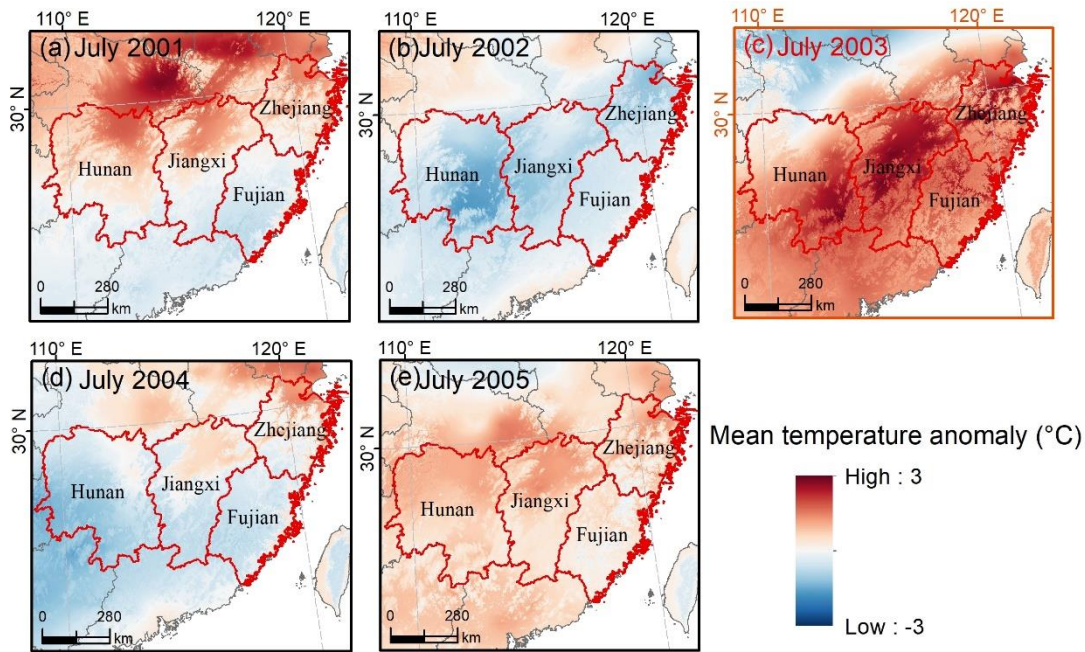 110° E 120° E
30° N
(a) July 2001
Zhejiang
Hunan
Jiangxi
Fujian
0 280
km
110° E 120° E
30° N
(b) July 2002
Zhejiang
Hunan
Jiangxi
Fujian
0 280
km
110° E 120° E
30° N
(c) July 2003
Zhejiang
Hunan
Jiangxi
Fujian
0 280
km
110° E 120° E
30° N
(d) July 2004
Zhejiang
Hunan
Jiangxi
Fujian
0 280
km
110° E 120° E
30° N
(e) July 2005
Zhejiang
Hunan
Jiangxi
Fujian
0 280
km
Mean temperature anomaly (°C)
High : 3
Low : -3